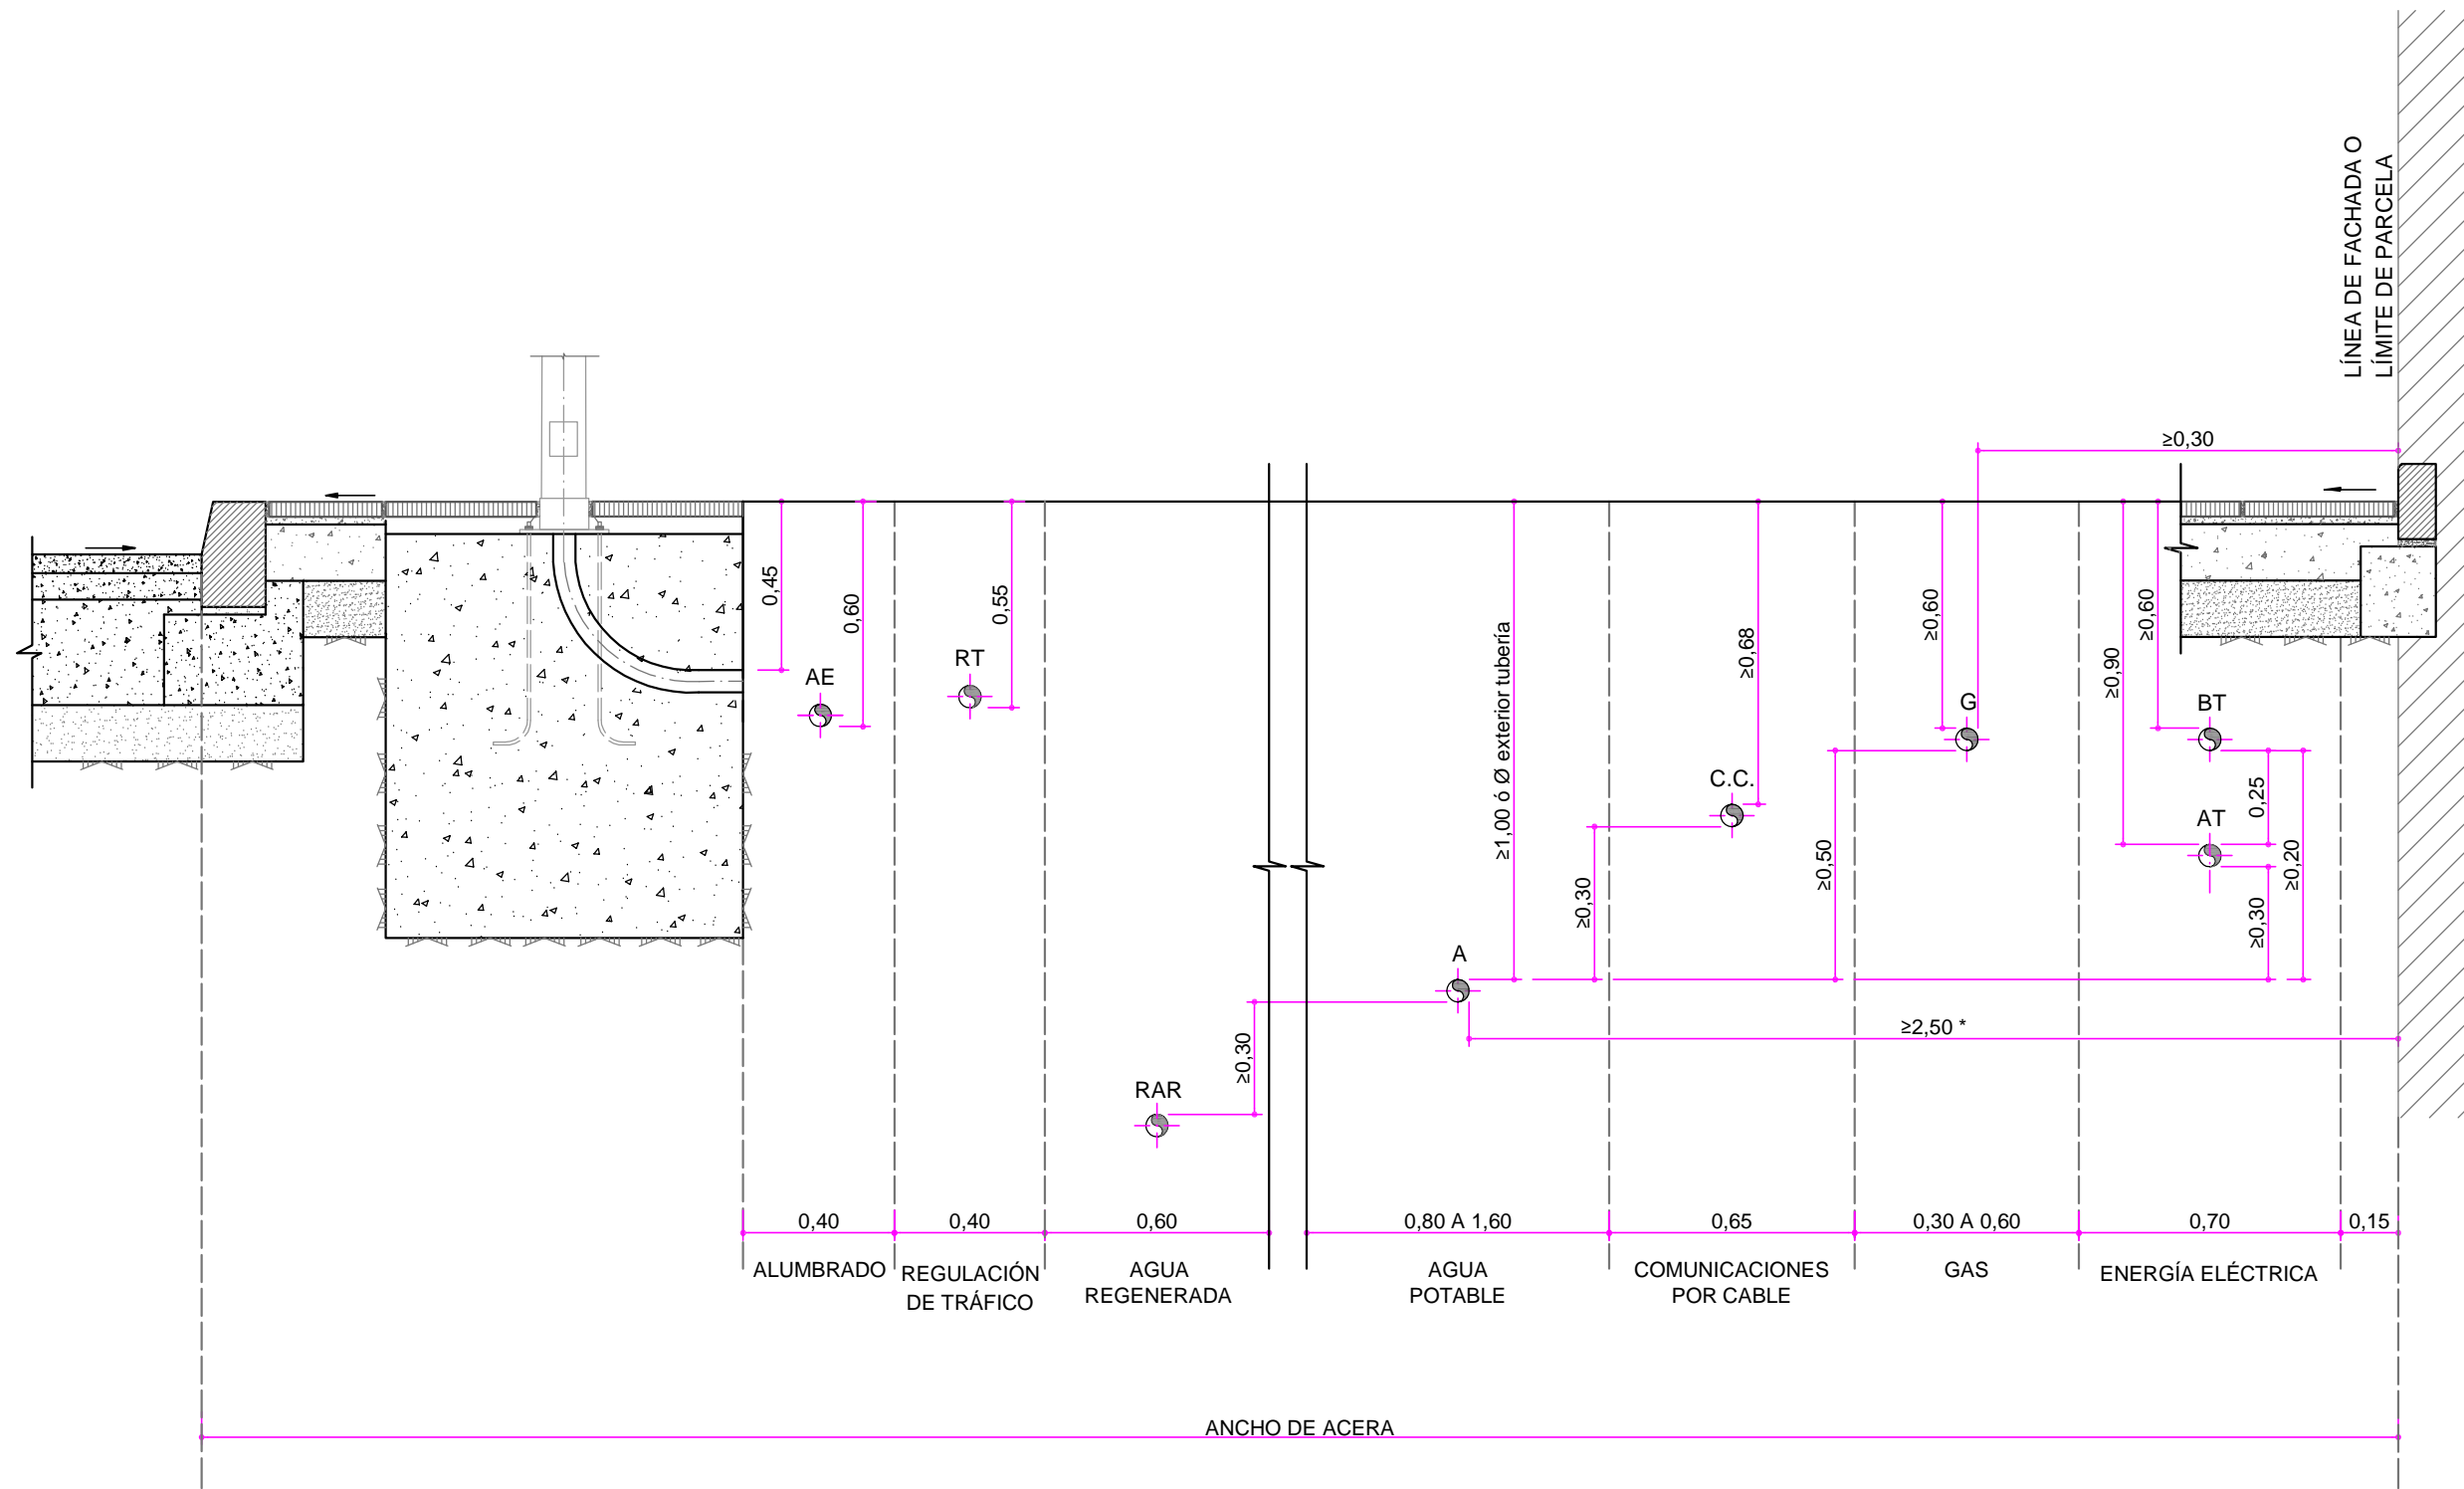 LÍNEA DE FACHADA O
LÍMITE DE PARCELA
≥0,30
0,45
0,60
0,55
≥1,00 ó Ø exterior tubería
≥0,68
≥0,60
≥0,90
≥0,60
AE
RT
G
BT
C.C.
AT
0,25
≥0,20
≥0,30
≥0,50
≥0,30
A
≥2,50 *
≥0,30
RAR
0,40
0,40
0,60
0,80 A 1,60
0,65
0,30 A 0,60
0,70
0,15
ALUMBRADO
REGULACIÓN
DE TRÁFICO
AGUA
REGENERADA
AGUA
POTABLE
COMUNICACIONES
POR CABLE
GAS
ENERGÍA ELÉCTRICA
ANCHO DE ACERA